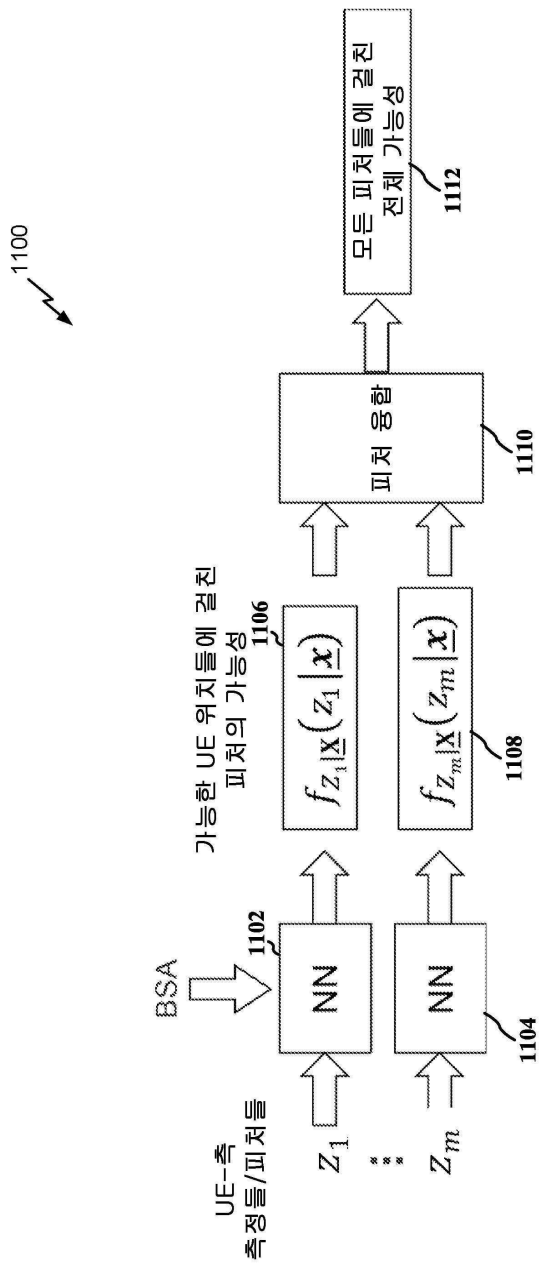 1100
UE-측
측정들/피처들
Z₁
⋮
Zₘ
BSA
NN
1102
NN
1104
가능한 UE 위치들에 걸친
피처의 가능성
1106
f_{Z₁|X̲}(z₁|x̲)
f_{Zₘ|X̲}(zₘ|x̲)
1108
피처 융합
1110
모든 피처들에 걸친
전체 가능성
1112